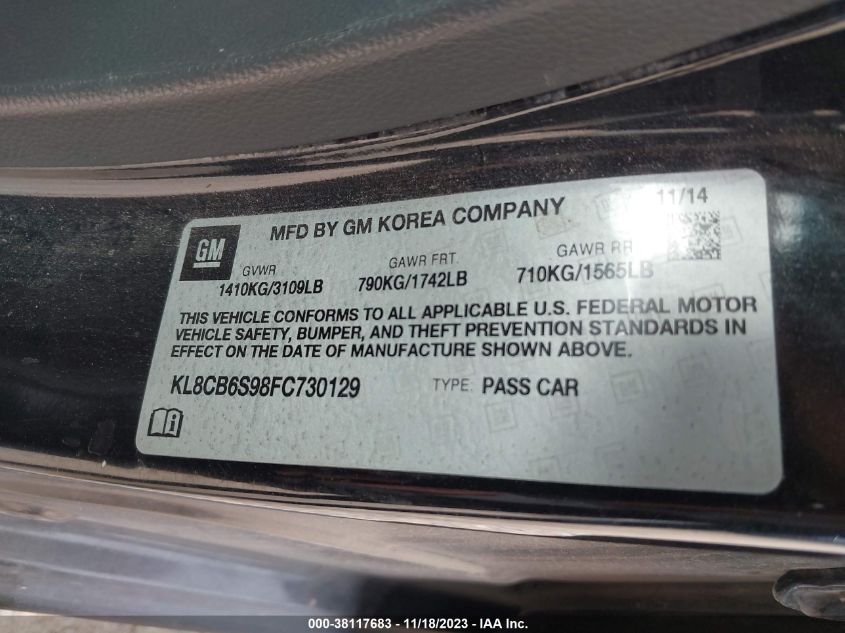 MFD BY GM KOREA COMPANY 11/14
GM
GVWR GAWR FRT. GAWR RR
1410KG/3109LB 790KG/1742LB 710KG/1565LB
THIS VEHICLE CONFORMS TO ALL APPLICABLE U.S. FEDERAL MOTOR
VEHICLE SAFETY, BUMPER, AND THEFT PREVENTION STANDARDS IN
EFFECT ON THE DATE OF MANUFACTURE SHOWN ABOVE.
KL8CB6S98FC730129 TYPE: PASS CAR
i
000-38117683 - 11/18/2023 - IAA Inc.